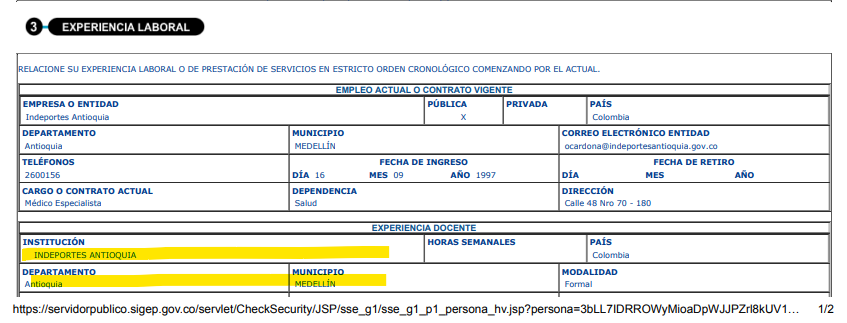 3 EXPERIENCIA LABORAL
RELACIONE SU EXPERIENCIA LABORAL O DE PRESTACIÓN DE SERVICIOS EN ESTRICTO ORDEN CRONOLÓGICO COMENZANDO POR EL ACTUAL.
EMPLEO ACTUAL O CONTRATO VIGENTE
EMPRESA O ENTIDAD PÚBLICA PRIVADA PAÍS
Indeportes Antioquia X Colombia
DEPARTAMENTO MUNICIPIO CORREO ELECTRÓNICO ENTIDAD
Antioquia MEDELLÍN ocardona@indeportesantioquia.gov.co
TELÉFONOS FECHA DE INGRESO FECHA DE RETIRO
2600156 DÍA 16 MES 09 AÑO 1997 DÍA MES AÑO
CARGO O CONTRATO ACTUAL DEPENDENCIA DIRECCIÓN
Médico Especialista Salud Calle 48 Nro 70 - 180
EXPERIENCIA DOCENTE
INSTITUCIÓN HORAS SEMANALES PAÍS
INDEPORTES ANTIOQUIA Colombia
DEPARTAMENTO MUNICIPIO MODALIDAD
Antioquia MEDELLÍN Formal
https://servidorpublico.sigep.gov.co/servlet/CheckSecurity/JSP/sse_g1/sse_g1_p1_persona_hv.jsp?persona=3bLL7IDRROWyMioaDpWJJPZrl8kUV1... 1/2